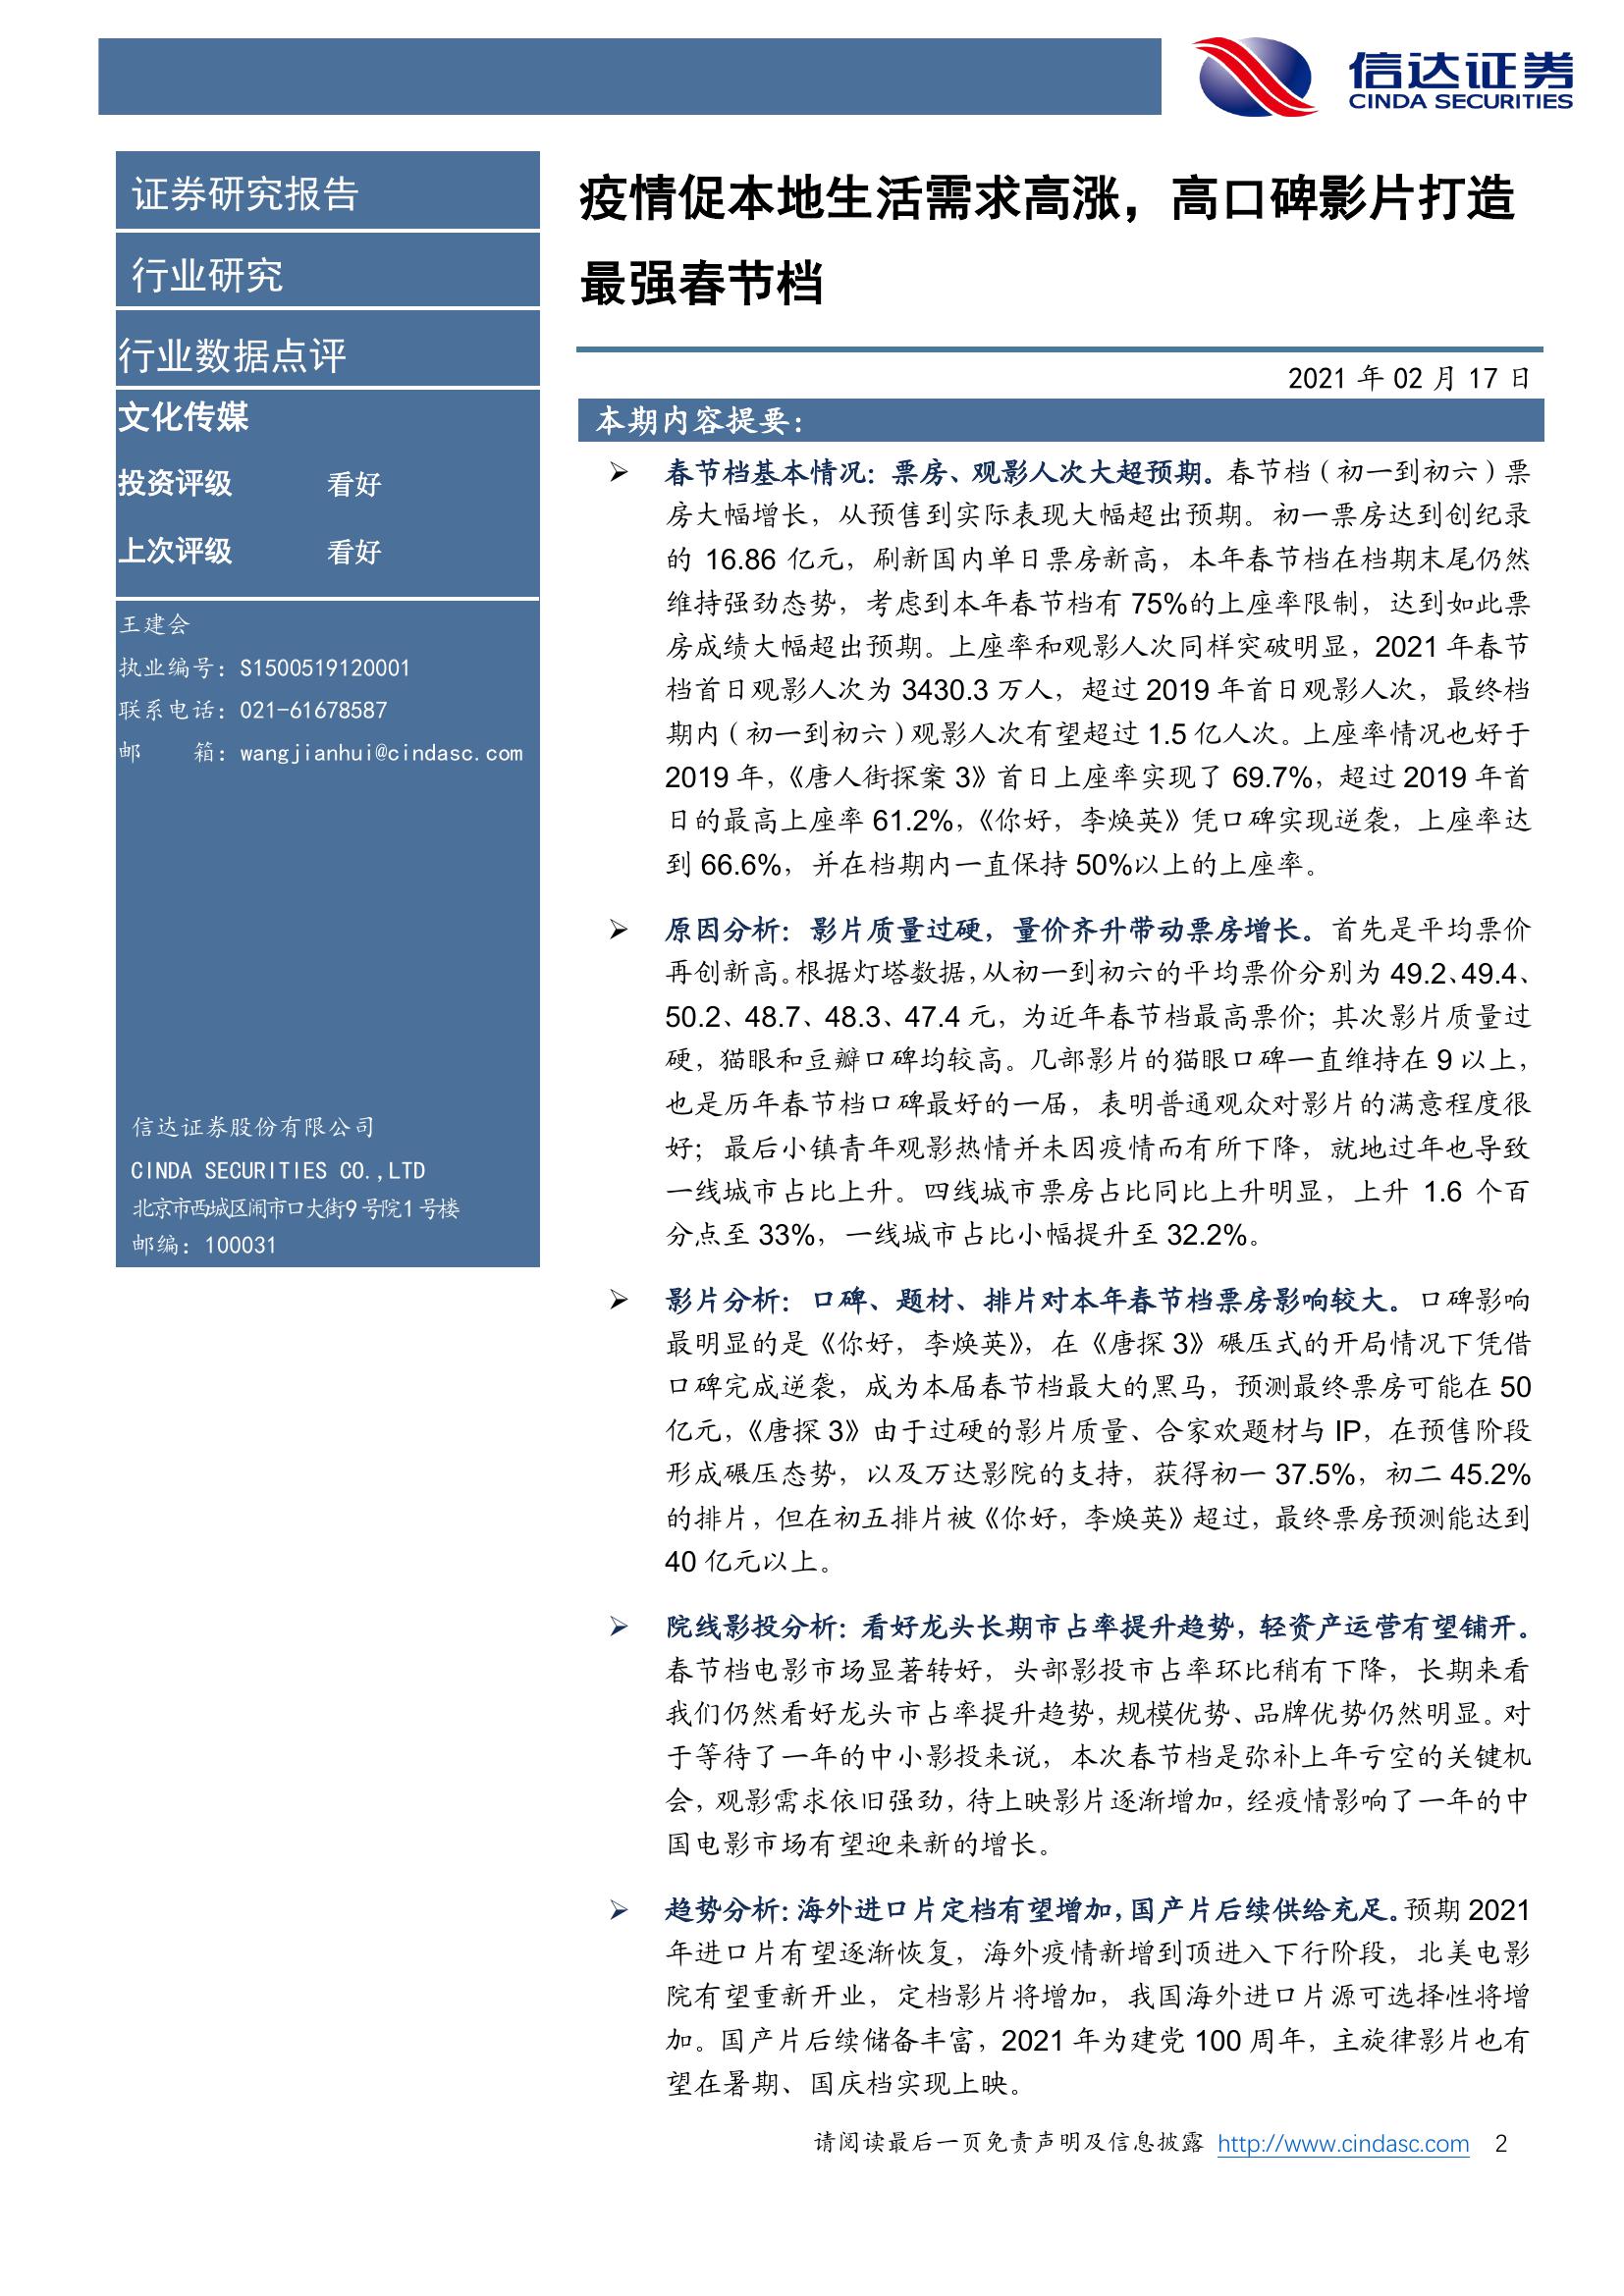 信达证券
CINDA SECURITIES
证券研究报告
行业研究
行业数据点评
文化传媒
投资评级 看好
上次评级 看好
王建会
执业编号：S1500519120001
联系电话：021-61678587
邮 箱：wangjianhui@cindasc.com
信达证券股份有限公司
CINDA SECURITIES CO.,LTD
北京市西城区闹市口大街9号院1号楼
邮编：100031
疫情促本地生活需求高涨，高口碑影片打造
最强春节档
2021 年 02 月 17 日
本期内容提要：
➢ 春节档基本情况：票房、观影人次大超预期。春节档（初一到初六）票
房大幅增长，从预售到实际表现大幅超出预期。初一票房达到创纪录
的 16.86 亿元，刷新国内单日票房新高，本年春节档在档期末尾仍然
维持强劲态势，考虑到本年春节档有 75%的上座率限制，达到如此票
房成绩大幅超出预期。上座率和观影人次同样突破明显，2021 年春节
档首日观影人次为 3430.3 万人，超过 2019 年首日观影人次，最终档
期内（初一到初六）观影人次有望超过 1.5 亿人次。上座率情况也好于
2019 年，《唐人街探案 3》首日上座率实现了 69.7%，超过 2019 年首
日的最高上座率 61.2%，《你好，李焕英》凭口碑实现逆袭，上座率达
到 66.6%，并在档期内一直保持 50%以上的上座率。
➢ 原因分析：影片质量过硬，量价齐升带动票房增长。首先是平均票价
再创新高。根据灯塔数据，从初一到初六的平均票价分别为 49.2、49.4、
50.2、48.7、48.3、47.4 元，为近年春节档最高票价；其次影片质量过
硬，猫眼和豆瓣口碑均较高。几部影片的猫眼口碑一直维持在 9 以上，
也是历年春节档口碑最好的一届，表明普通观众对影片的满意程度很
好；最后小镇青年观影热情并未因疫情而有所下降，就地过年也导致
一线城市占比上升。四线城市票房占比同比上升明显，上升 1.6 个百
分点至 33%，一线城市占比小幅提升至 32.2%。
➢ 影片分析：口碑、题材、排片对本年春节档票房影响较大。口碑影响
最明显的是《你好，李焕英》，在《唐探 3》碾压式的开局情况下凭借
口碑完成逆袭，成为本届春节档最大的黑马，预测最终票房可能在 50
亿元，《唐探 3》由于过硬的影片质量、合家欢题材与 IP，在预售阶段
形成碾压态势，以及万达影院的支持，获得初一 37.5%，初二 45.2%
的排片，但在初五排片被《你好，李焕英》超过，最终票房预测能达到
40 亿元以上。
➢ 院线影投分析：看好龙头长期市占率提升趋势，轻资产运营有望铺开。
春节档电影市场显著转好，头部影投市占率环比稍有下降，长期来看
我们仍然看好龙头市占率提升趋势，规模优势、品牌优势仍然明显。对
于等待了一年的中小影投来说，本次春节档是弥补上年亏空的关键机
会，观影需求依旧强劲，待上映影片逐渐增加，经疫情影响了一年的中
国电影市场有望迎来新的增长。
➢ 趋势分析：海外进口片定档有望增加，国产片后续供给充足。预期 2021
年进口片有望逐渐恢复，海外疫情新增到顶进入下行阶段，北美电影
院有望重新开业，定档影片将增加，我国海外进口片源可选择性将增
加。国产片后续储备丰富，2021 年为建党 100 周年，主旋律影片也有
望在暑期、国庆档实现上映。
请阅读最后一页免责声明及信息披露 http://www.cindasc.com 2